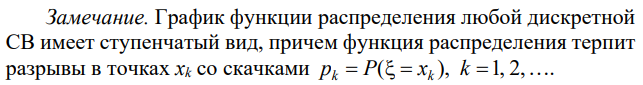 Замечание. График функции распределения любой дискретной
СВ имеет ступенчатый вид, причем функция распределения терпит
разрывы в точках xₖ со скачками pₖ = P(ξ = xₖ), k = 1, 2, ….